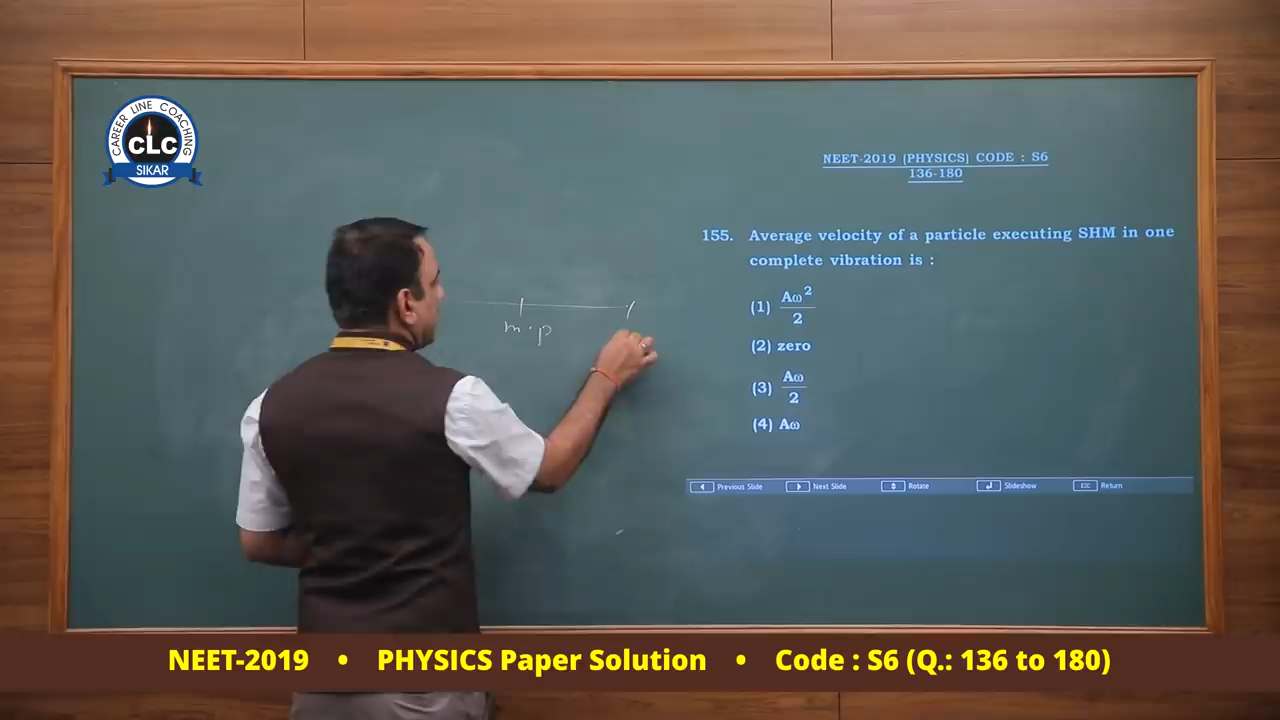 CAREER LINE COACHING
CLC
SIKAR
NEET-2019 (PHYSICS) CODE : S6
136-180
155. Average velocity of a particle executing SHM in one
complete vibration is :
(1) Aω²/2
(2) zero
(3) Aω/2
(4) Aω
m.p
Previous Slide Next Slide Rotate Slideshow ESC Return
NEET-2019 • PHYSICS Paper Solution • Code : S6 (Q.: 136 to 180)